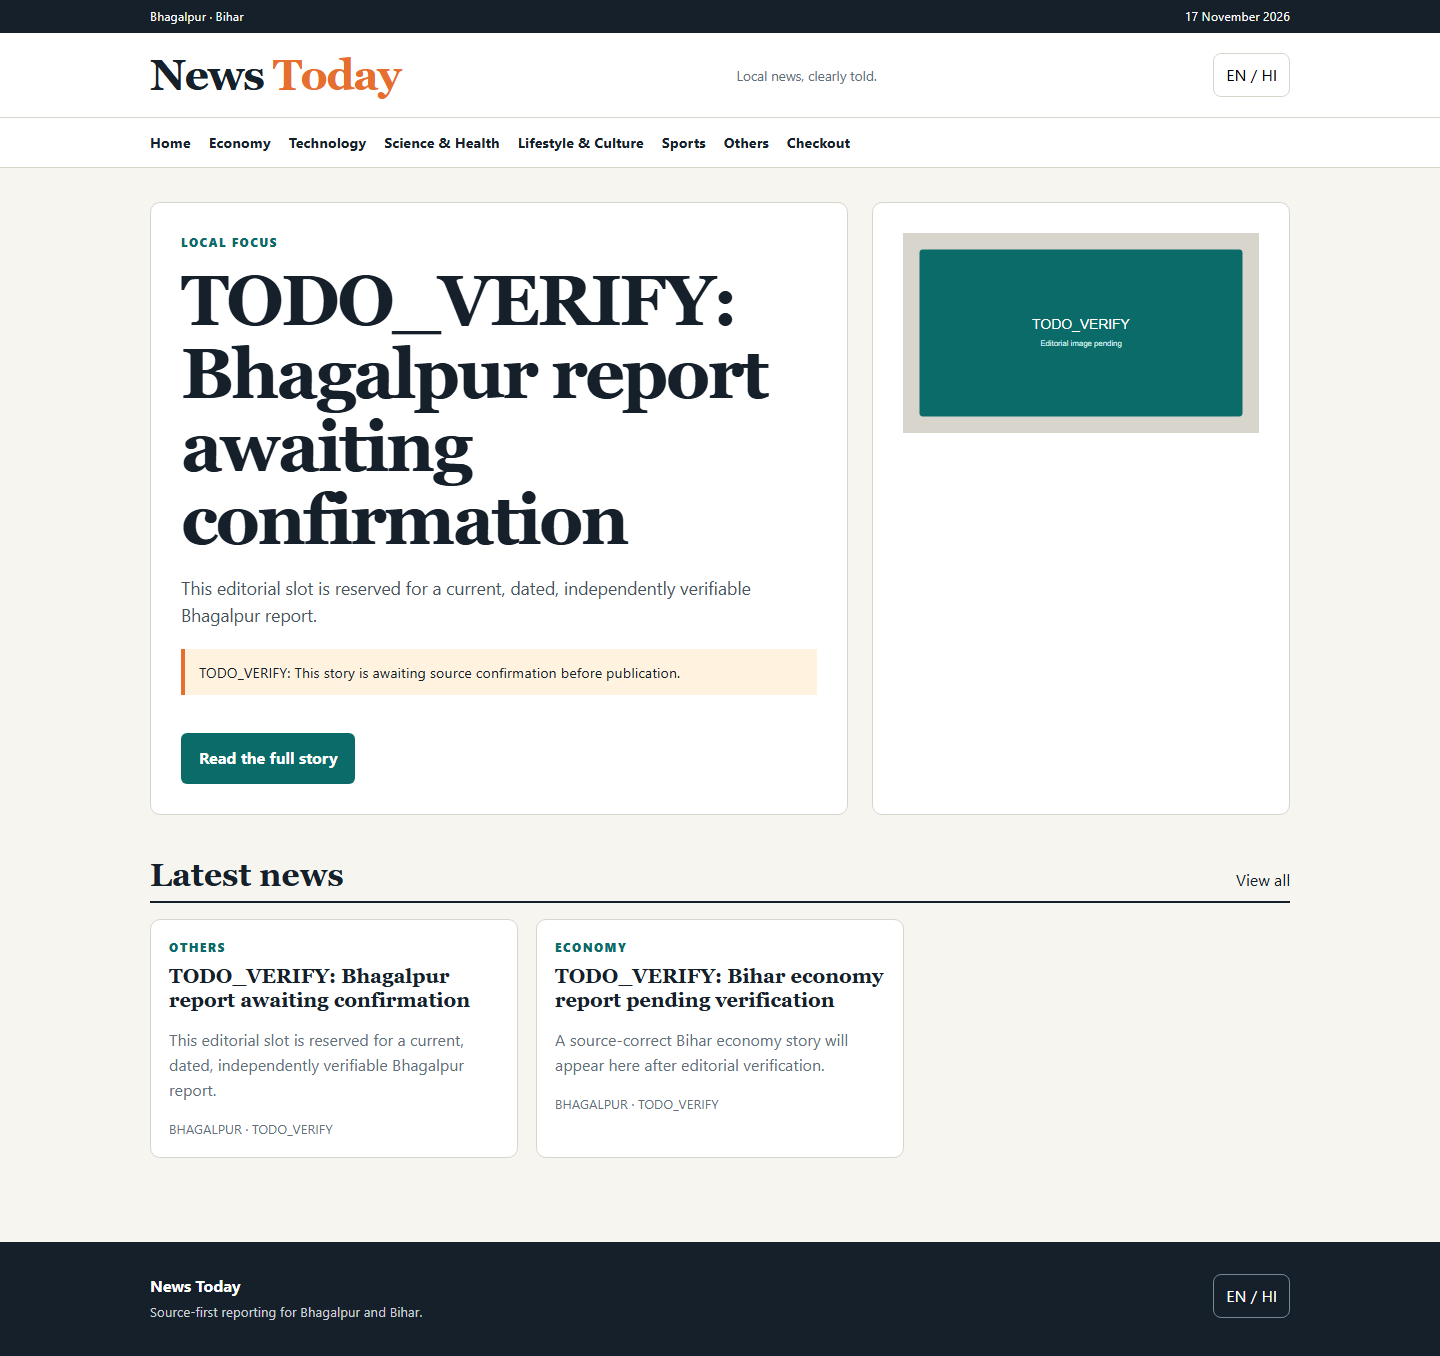 Bhagalpur · Bihar
17 November 2026
News Today
Local news, clearly told.
EN / HI
Home Economy Technology Science & Health Lifestyle & Culture Sports Others Checkout
LOCAL FOCUS
TODO_VERIFY:
Bhagalpur report
awaiting
confirmation
This editorial slot is reserved for a current, dated, independently verifiable
Bhagalpur report.
TODO_VERIFY: This story is awaiting source confirmation before publication.
Read the full story
TODO_VERIFY
Editorial image pending
Latest news
View all
OTHERS
TODO_VERIFY: Bhagalpur
report awaiting confirmation
This editorial slot is reserved for a current,
dated, independently verifiable Bhagalpur
report.
BHAGALPUR · TODO_VERIFY
ECONOMY
TODO_VERIFY: Bihar economy
report pending verification
A source-correct Bihar economy story will
appear here after editorial verification.
BHAGALPUR · TODO_VERIFY
News Today
Source-first reporting for Bhagalpur and Bihar.
EN / HI